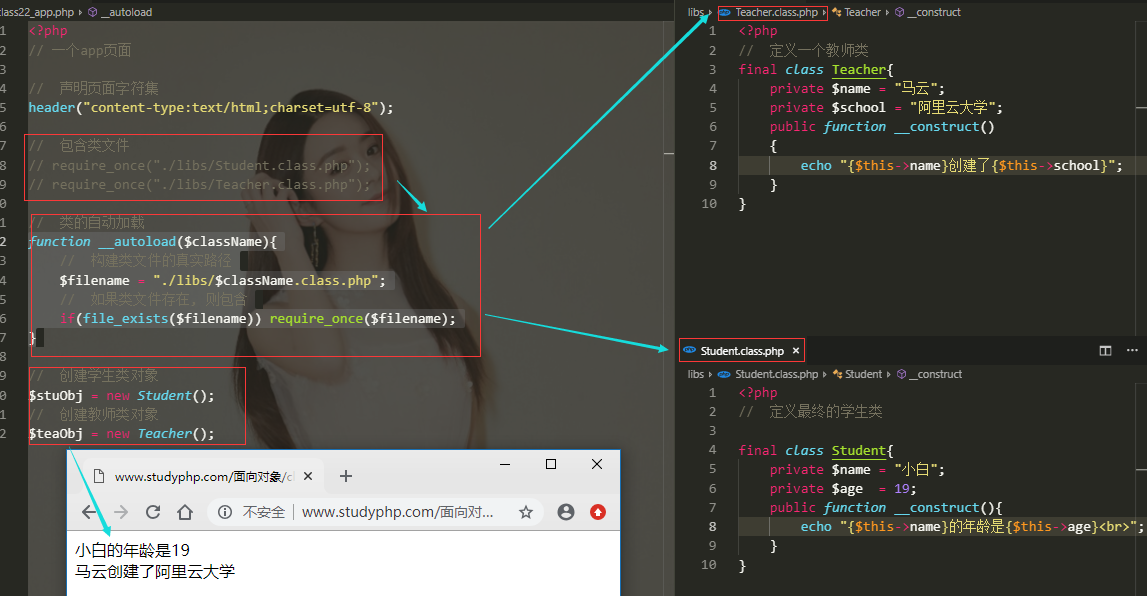 class22_app.php › __autoload
1 <?php
2 // 一个app页面
3
4 // 声明页面字符集
5 header("content-type:text/html;charset=utf-8");
6
7 // 包含类文件
8 // require_once("./libs/Student.class.php");
9 // require_once("./libs/Teacher.class.php");
0
1 // 类的自动加载
2 function __autoload($className){
3 // 构建类文件的真实路径
4 $filename = "./libs/$className.class.php";
5 // 如果类文件存在，则包含
6 if(file_exists($filename)) require_once($filename);
7 }
8
9 // 创建学生类对象
0 $stuObj = new Student();
1 // 创建教师类对象
2 $teaObj = new Teacher();
www.studyphp.com/面向对象/c
不安全 | www.studyphp.com/面向对...
小白的年龄是19
马云创建了阿里云大学
libs › Teacher.class.php › Teacher › __construct
1 <?php
2 // 定义一个教师类
3 final class Teacher{
4 private $name = "马云";
5 private $school = "阿里云大学";
6 public function __construct()
7 {
8 echo "{$this->name}创建了{$this->school}";
9 }
10 }
Student.class.php
libs › Student.class.php › Student › __construct
1 <?php
2 // 定义最终的学生类
3
4 final class Student{
5 private $name = "小白";
6 private $age = 19;
7 public function __construct(){
8 echo "{$this->name}的年龄是{$this->age}<br>";
9 }
10 }